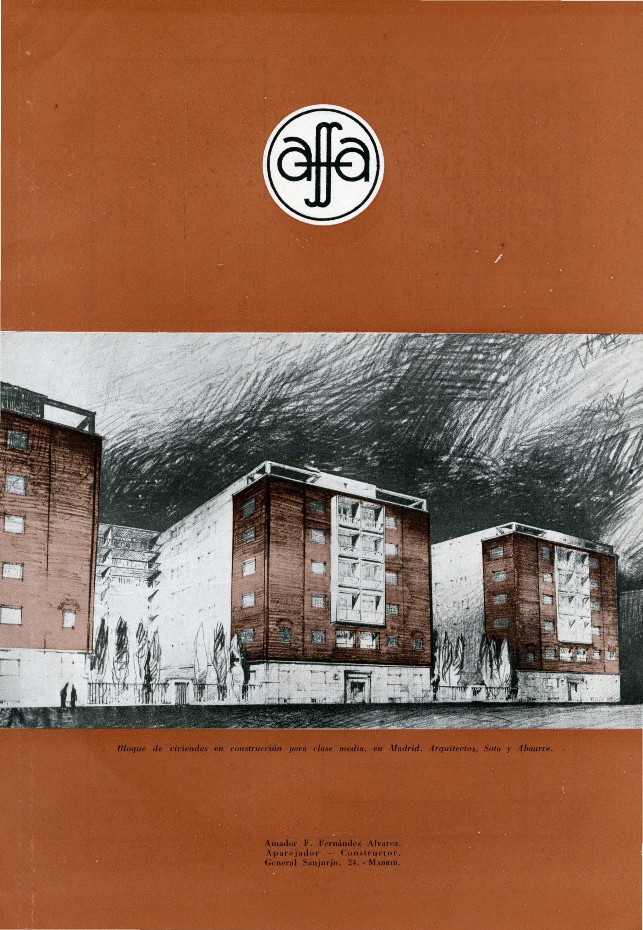 affa
Bloque de viviendas en construcción para clase media, en Madrid. Arquitectos, Sota y Abaurre.
Amador F. Fernández Alvarez.
Aparejador - Constructor.
General Sanjurjo, 24. - MADRID.